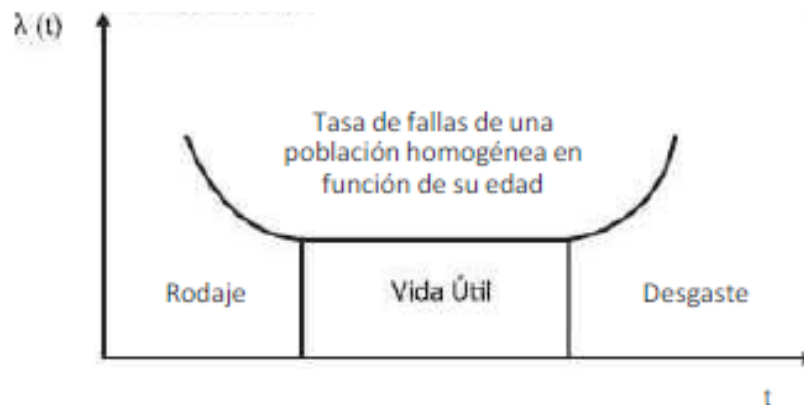 λ (t)
Tasa de fallas de una
población homogénea en
función de su edad
Rodaje
Vida Útil
Desgaste
t